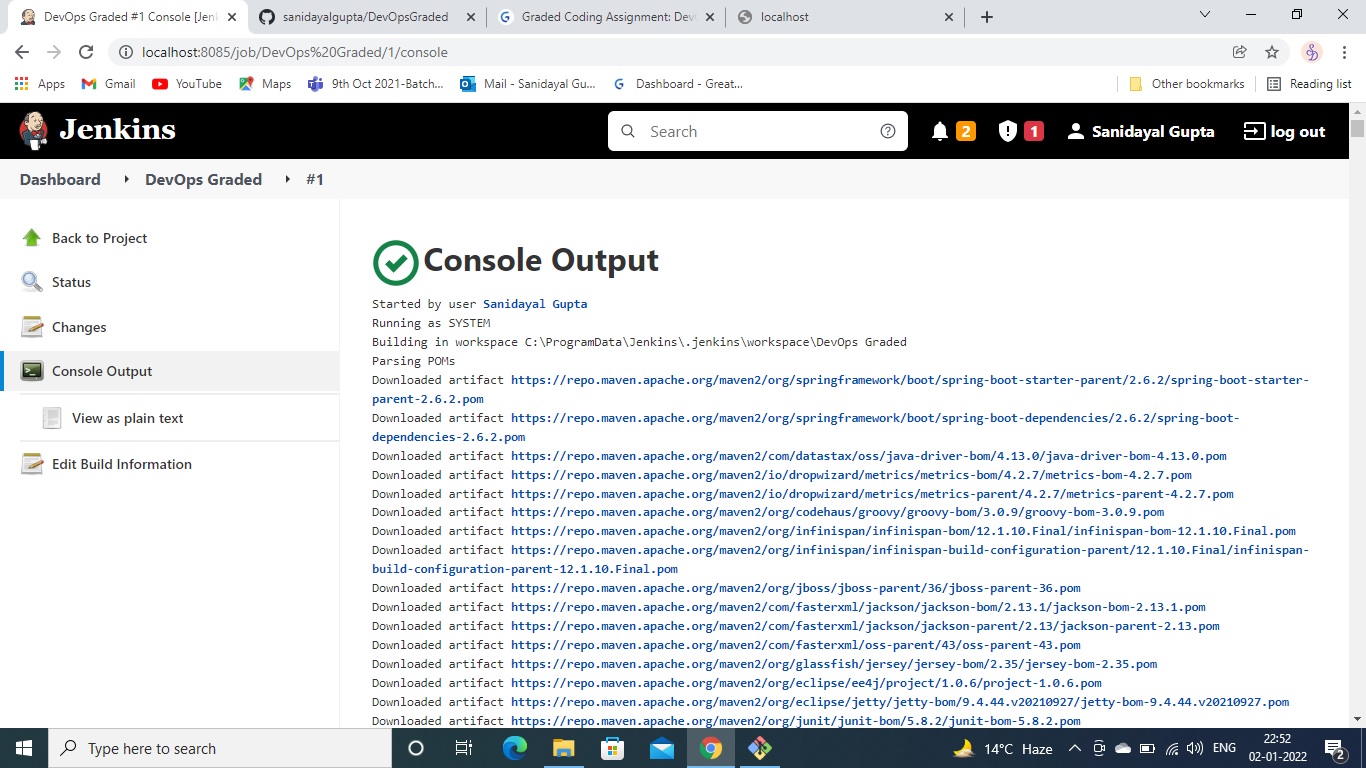 DevOps Graded #1 Console [Jenk
sanidayalgupta/DevOpsGraded
Graded Coding Assignment: Dev
localhost
localhost:8085/job/DevOps%20Graded/1/console
Apps
Gmail
YouTube
Maps
9th Oct 2021-Batch...
Mail - Sanidayal Gu...
Dashboard - Great...
Other bookmarks
Reading list
Jenkins
Search
2
1
Sanidayal Gupta
log out
Dashboard
DevOps Graded
#1
Back to Project
Status
Changes
Console Output
View as plain text
Edit Build Information
Console Output
Started by user Sanidayal Gupta
Running as SYSTEM
Building in workspace C:\ProgramData\Jenkins\.jenkins\workspace\DevOps Graded
Parsing POMs
Downloaded artifact https://repo.maven.apache.org/maven2/org/springframework/boot/spring-boot-starter-parent/2.6.2/spring-boot-starter-
parent-2.6.2.pom
Downloaded artifact https://repo.maven.apache.org/maven2/org/springframework/boot/spring-boot-dependencies/2.6.2/spring-boot-
dependencies-2.6.2.pom
Downloaded artifact https://repo.maven.apache.org/maven2/com/datastax/oss/java-driver-bom/4.13.0/java-driver-bom-4.13.0.pom
Downloaded artifact https://repo.maven.apache.org/maven2/io/dropwizard/metrics/metrics-bom/4.2.7/metrics-bom-4.2.7.pom
Downloaded artifact https://repo.maven.apache.org/maven2/io/dropwizard/metrics/metrics-parent/4.2.7/metrics-parent-4.2.7.pom
Downloaded artifact https://repo.maven.apache.org/maven2/org/codehaus/groovy/groovy-bom/3.0.9/groovy-bom-3.0.9.pom
Downloaded artifact https://repo.maven.apache.org/maven2/org/infinispan/infinispan-bom/12.1.10.Final/infinispan-bom-12.1.10.Final.pom
Downloaded artifact https://repo.maven.apache.org/maven2/org/infinispan/infinispan-build-configuration-parent/12.1.10.Final/infinispan-
build-configuration-parent-12.1.10.Final.pom
Downloaded artifact https://repo.maven.apache.org/maven2/org/jboss/jboss-parent/36/jboss-parent-36.pom
Downloaded artifact https://repo.maven.apache.org/maven2/com/fasterxml/jackson/jackson-bom/2.13.1/jackson-bom-2.13.1.pom
Downloaded artifact https://repo.maven.apache.org/maven2/com/fasterxml/jackson/jackson-parent/2.13/jackson-parent-2.13.pom
Downloaded artifact https://repo.maven.apache.org/maven2/com/fasterxml/oss-parent/43/oss-parent-43.pom
Downloaded artifact https://repo.maven.apache.org/maven2/org/glassfish/jersey/jersey-bom/2.35/jersey-bom-2.35.pom
Downloaded artifact https://repo.maven.apache.org/maven2/org/eclipse/ee4j/project/1.0.6/project-1.0.6.pom
Downloaded artifact https://repo.maven.apache.org/maven2/org/eclipse/jetty/jetty-bom/9.4.44.v20210927/jetty-bom-9.4.44.v20210927.pom
Downloaded artifact https://repo.maven.apache.org/maven2/org/junit/junit-bom/5.8.2/junit-bom-5.8.2.pom
Type here to search
14°C Haze
ENG
22:52
02-01-2022
2